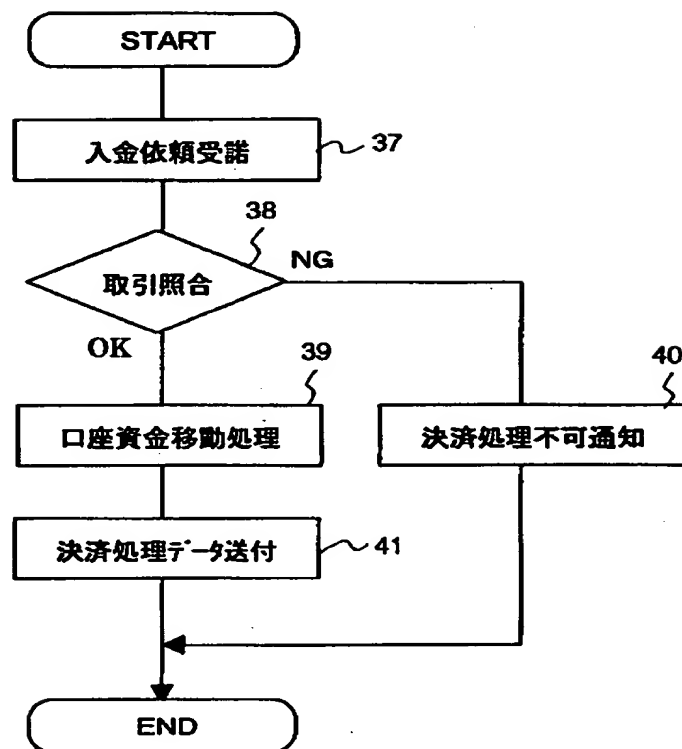 START
入金依頼受諾
37
38
取引照合
NG
OK
39
40
口座資金移動処理
決済処理不可通知
決済処理データ送付
41
END